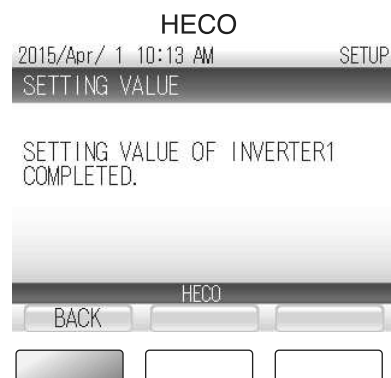 HECO
2015/Apr/ 1 10:13 AM SETUP
SETTING VALUE
SETTING VALUE OF INVERTER1
COMPLETED.
HECO
BACK